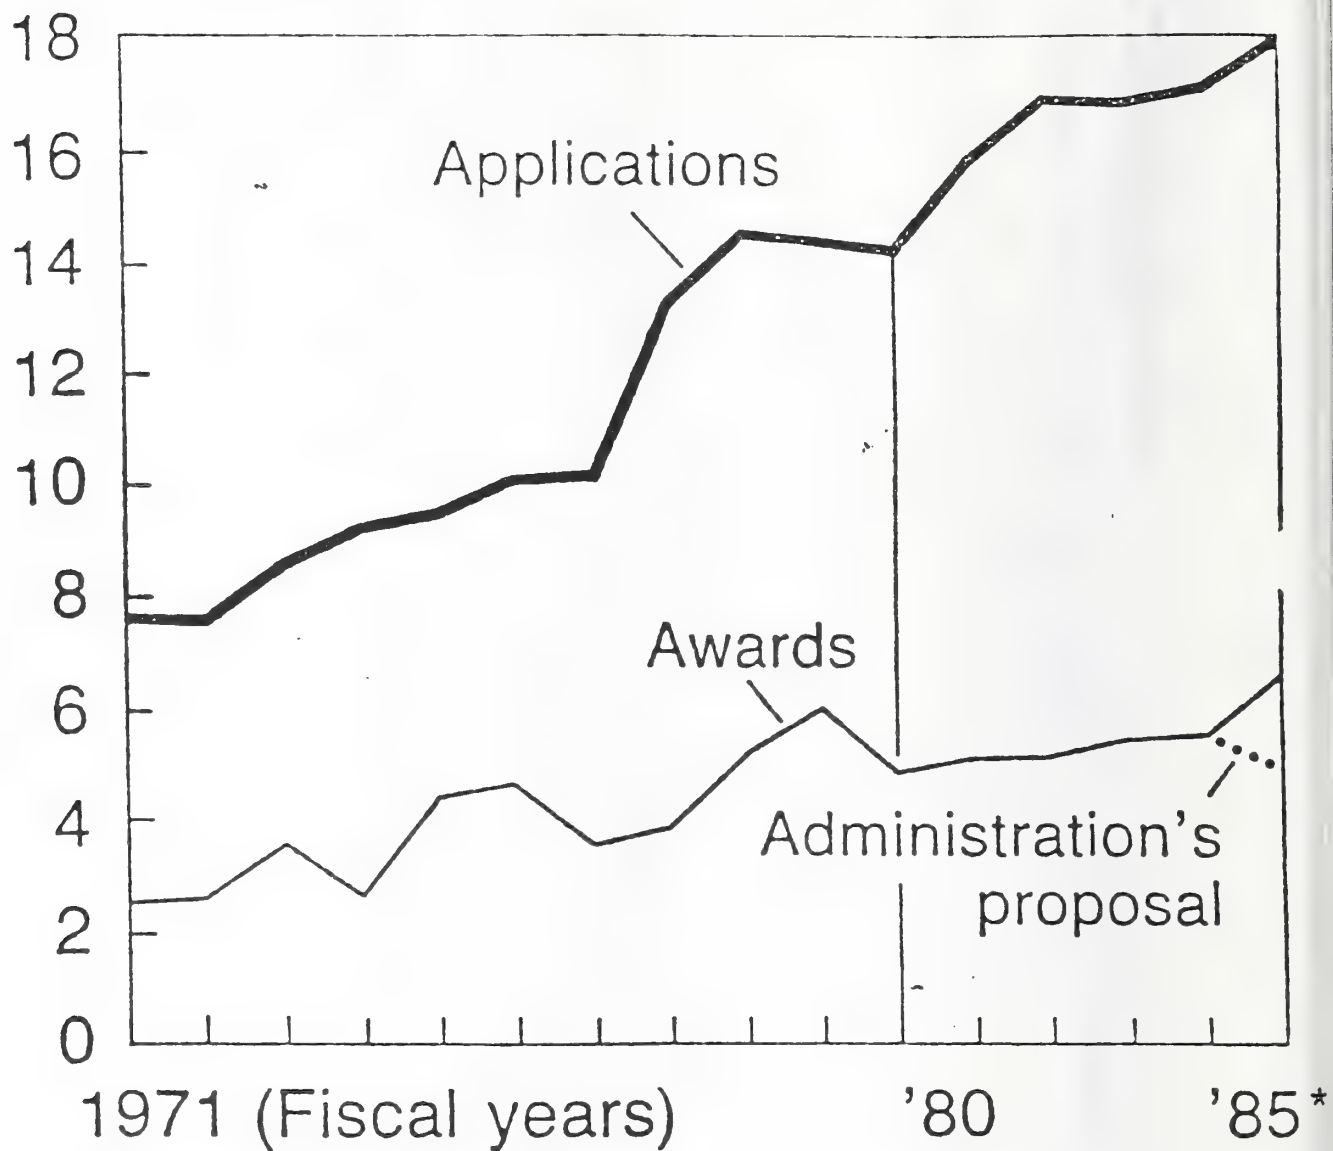 18
16
14
12
10
8
6
4
2
0
Applications
Awards
Administration's
proposal
1971 (Fiscal years)
'80
'85*